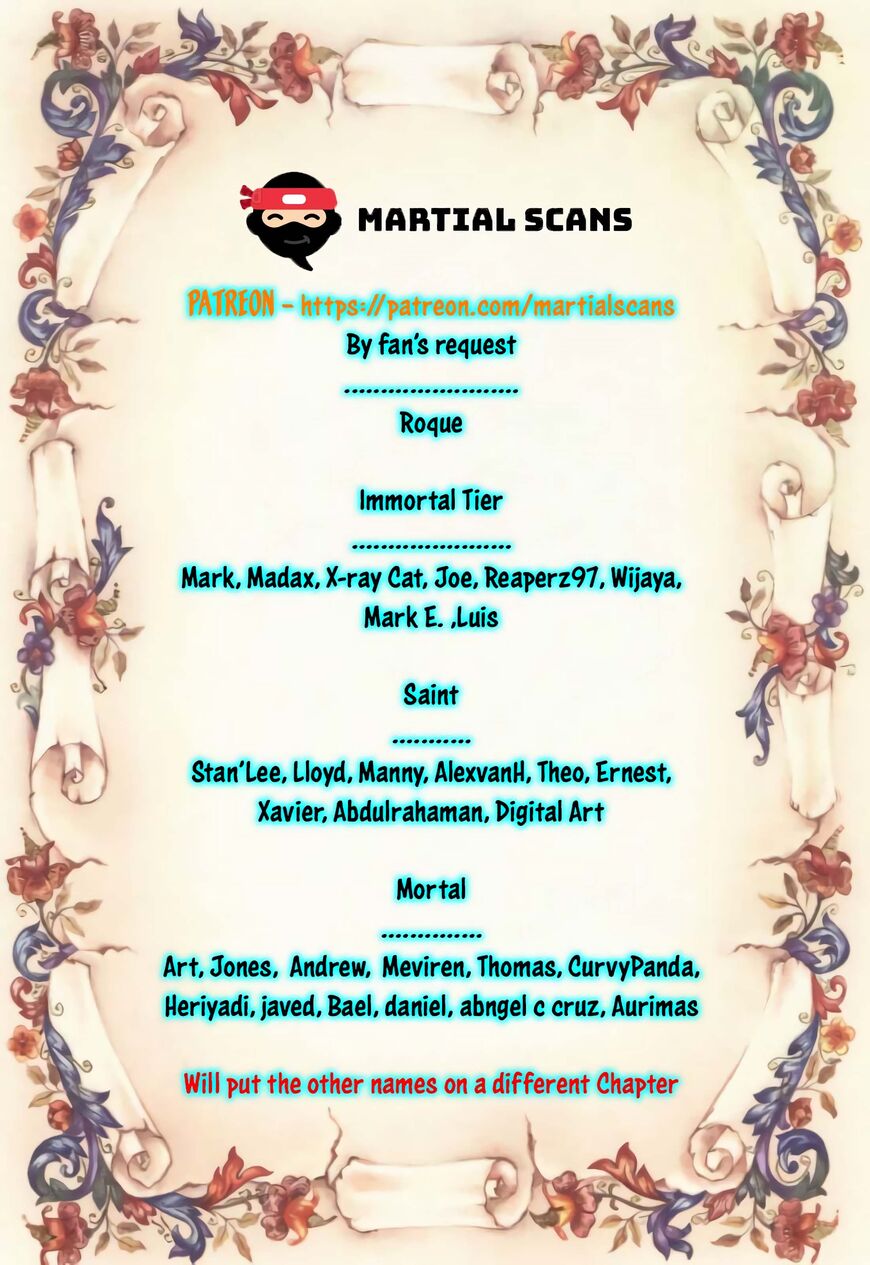 MARTIAL SCANS
PATREON - https://patreon.com/martialscans
By fan's request
........................
Roque
Immortal Tier
......................
Mark, Madax, X-ray Cat, Joe, Reaperz97, Wijaya,
Mark E. ,Luis
Saint
...........
Stan'Lee, Lloyd, Manny, AlexvanH, Theo, Ernest,
Xavier, Abdulrahaman, Digital Art
Mortal
..............
Art, Jones, Andrew, Meviren, Thomas, CurvyPanda,
Heriyadi, javed, Bael, daniel, abngel c cruz, Aurimas
Will put the other names on a different Chapter